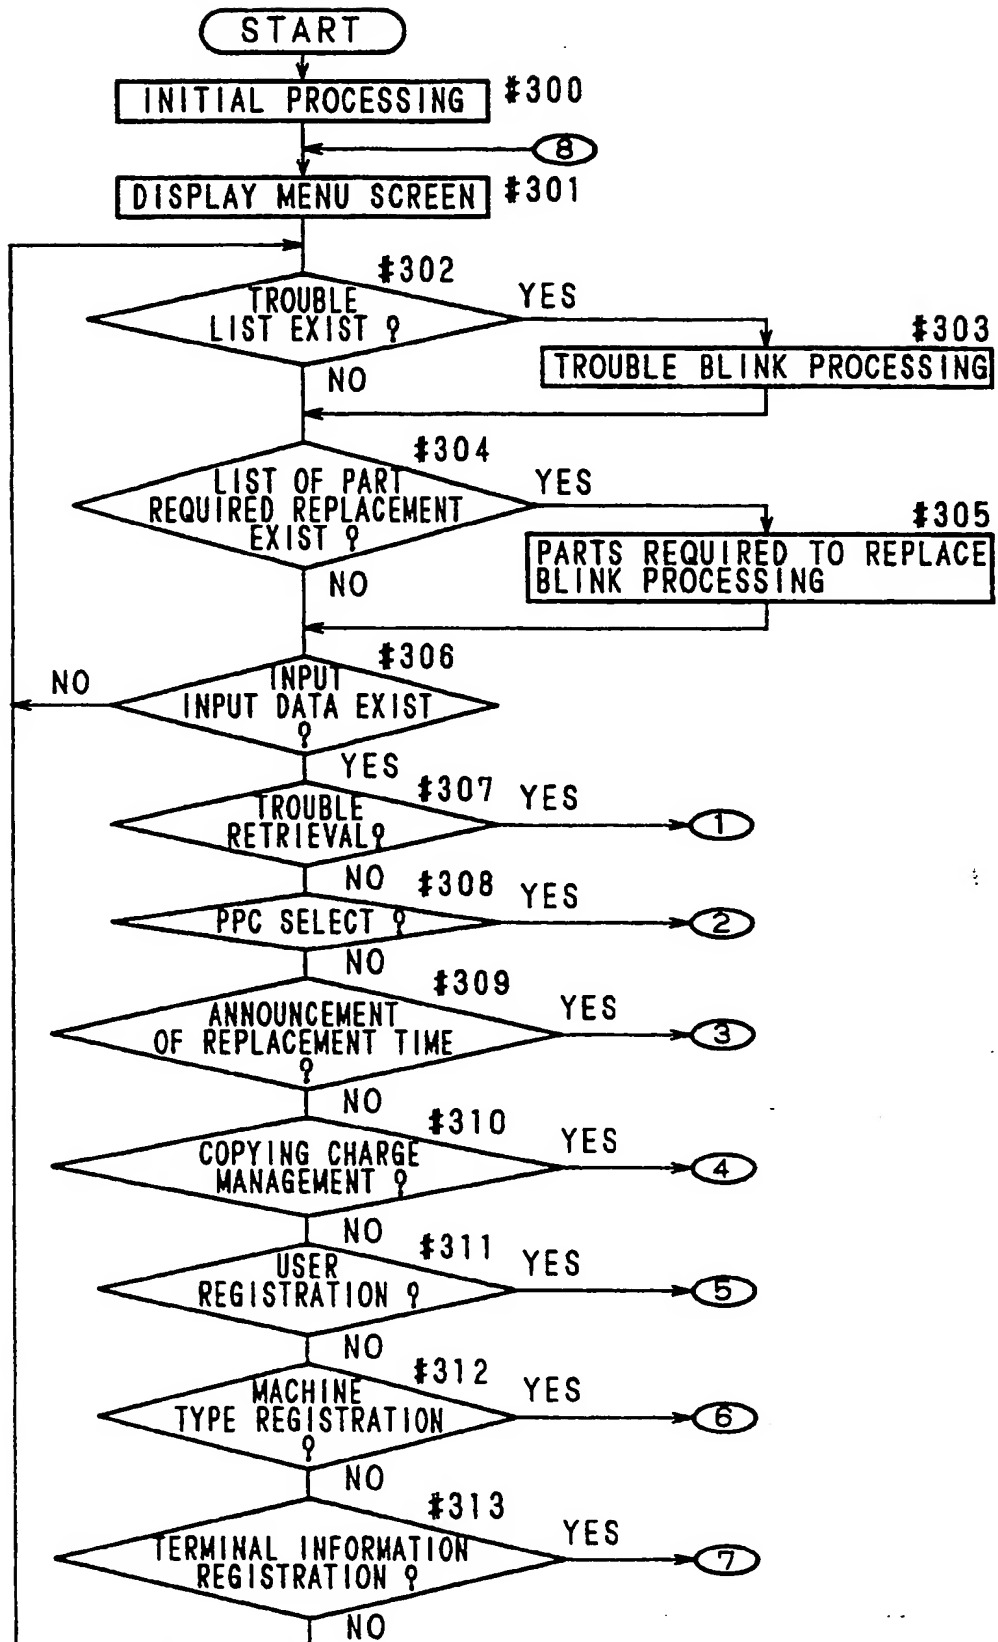 START
INITIAL PROCESSING
#300
8
DISPLAY MENU SCREEN
#301
#302
TROUBLE
LIST EXIST ?
YES
#303
TROUBLE BLINK PROCESSING
NO
#304
LIST OF PART
REQUIRED REPLACEMENT
EXIST ?
YES
#305
PARTS REQUIRED TO REPLACE
BLINK PROCESSING
NO
#306
INPUT
INPUT DATA EXIST
?
NO
YES
#307
TROUBLE
RETRIEVAL?
YES
1
NO
#308
PPC SELECT ?
YES
2
NO
#309
ANNOUNCEMENT
OF REPLACEMENT TIME
?
YES
3
NO
#310
COPYING CHARGE
MANAGEMENT ?
YES
4
NO
#311
USER
REGISTRATION ?
YES
5
NO
#312
MACHINE
TYPE REGISTRATION
?
YES
6
NO
#313
TERMINAL INFORMATION
REGISTRATION ?
YES
7
NO